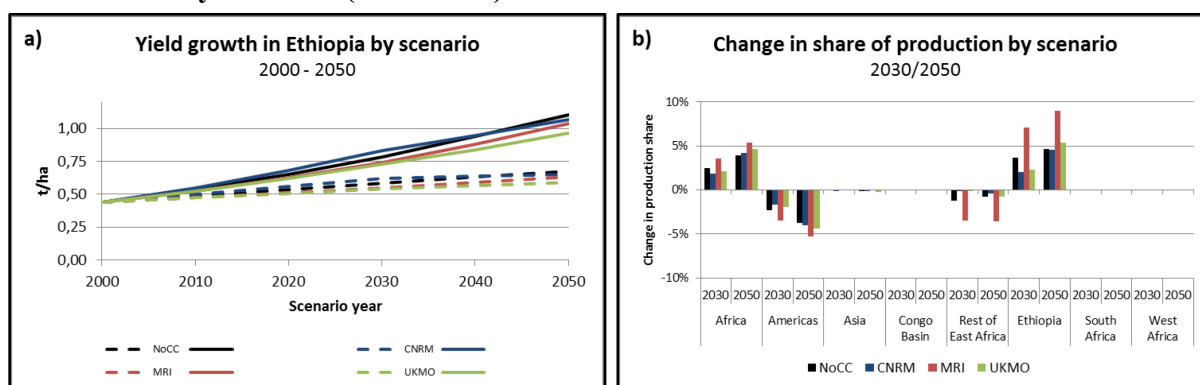 a)
Yield growth in Ethiopia by scenario
2000 - 2050
t/ha
1,00
0,75
0,50
0,25
0,00
2000 2010 2020 2030 2040 2050
Scenario year
NoCC CNRM
MRI UKMO
b)
Change in share of production by scenario
2030/2050
Change in production share
10%
5%
0%
-5%
-10%
2030 2050 2030 2050 2030 2050 2030 2050 2030 2050 2030 2050 2030 2050 2030 2050
Africa Americas Asia Congo Basin Rest of East Africa Ethiopia South Africa West Africa
NoCC CNRM MRI UKMO